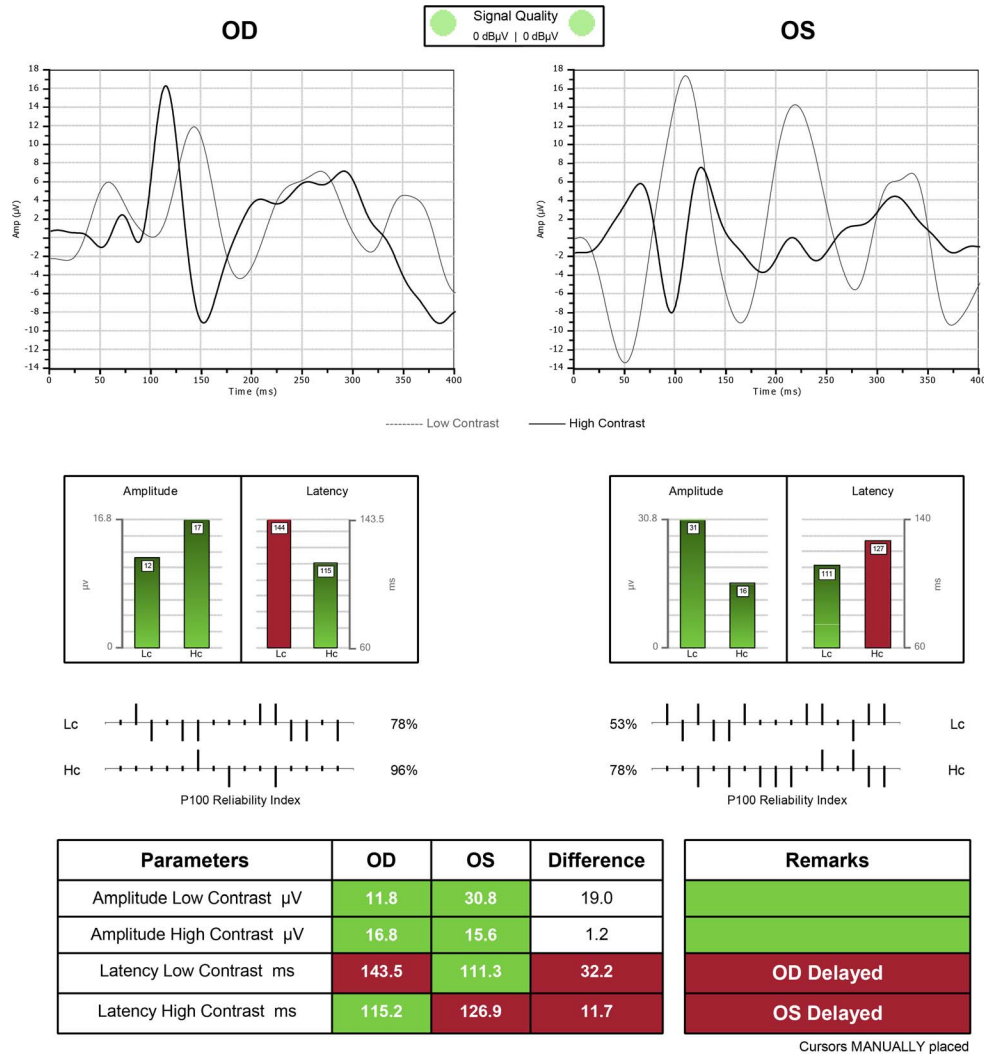 OD
Signal Quality
0 dBµV | 0 dBµV
OS
18
16
14
12
10
8
6
4
2
0
-2
-4
-6
-8
-10
-12
-14
Amp (µV)
0 50 100 150 200 250 300 350 400
Time (ms)
18
16
14
12
10
8
6
4
2
0
-2
-4
-6
-8
-10
-12
-14
Amp (µV)
0 50 100 150 200 250 300 350 400
Time (ms)
Low Contrast High Contrast
Amplitude Latency
16.8 17 144 143.5
12 115
µv ms
0 Lc Hc Lc Hc 60
Amplitude Latency
30.8 31 140
127
111
16
µv ms
0 Lc Hc Lc Hc 60
Lc 78%
Hc 96%
P100 Reliability Index
53% Lc
78% Hc
P100 Reliability Index
Parameters OD OS Difference Remarks
Amplitude Low Contrast µV 11.8 30.8 19.0
Amplitude High Contrast µV 16.8 15.6 1.2
Latency Low Contrast ms 143.5 111.3 32.2 OD Delayed
Latency High Contrast ms 115.2 126.9 11.7 OS Delayed
Cursors MANUALLY placed